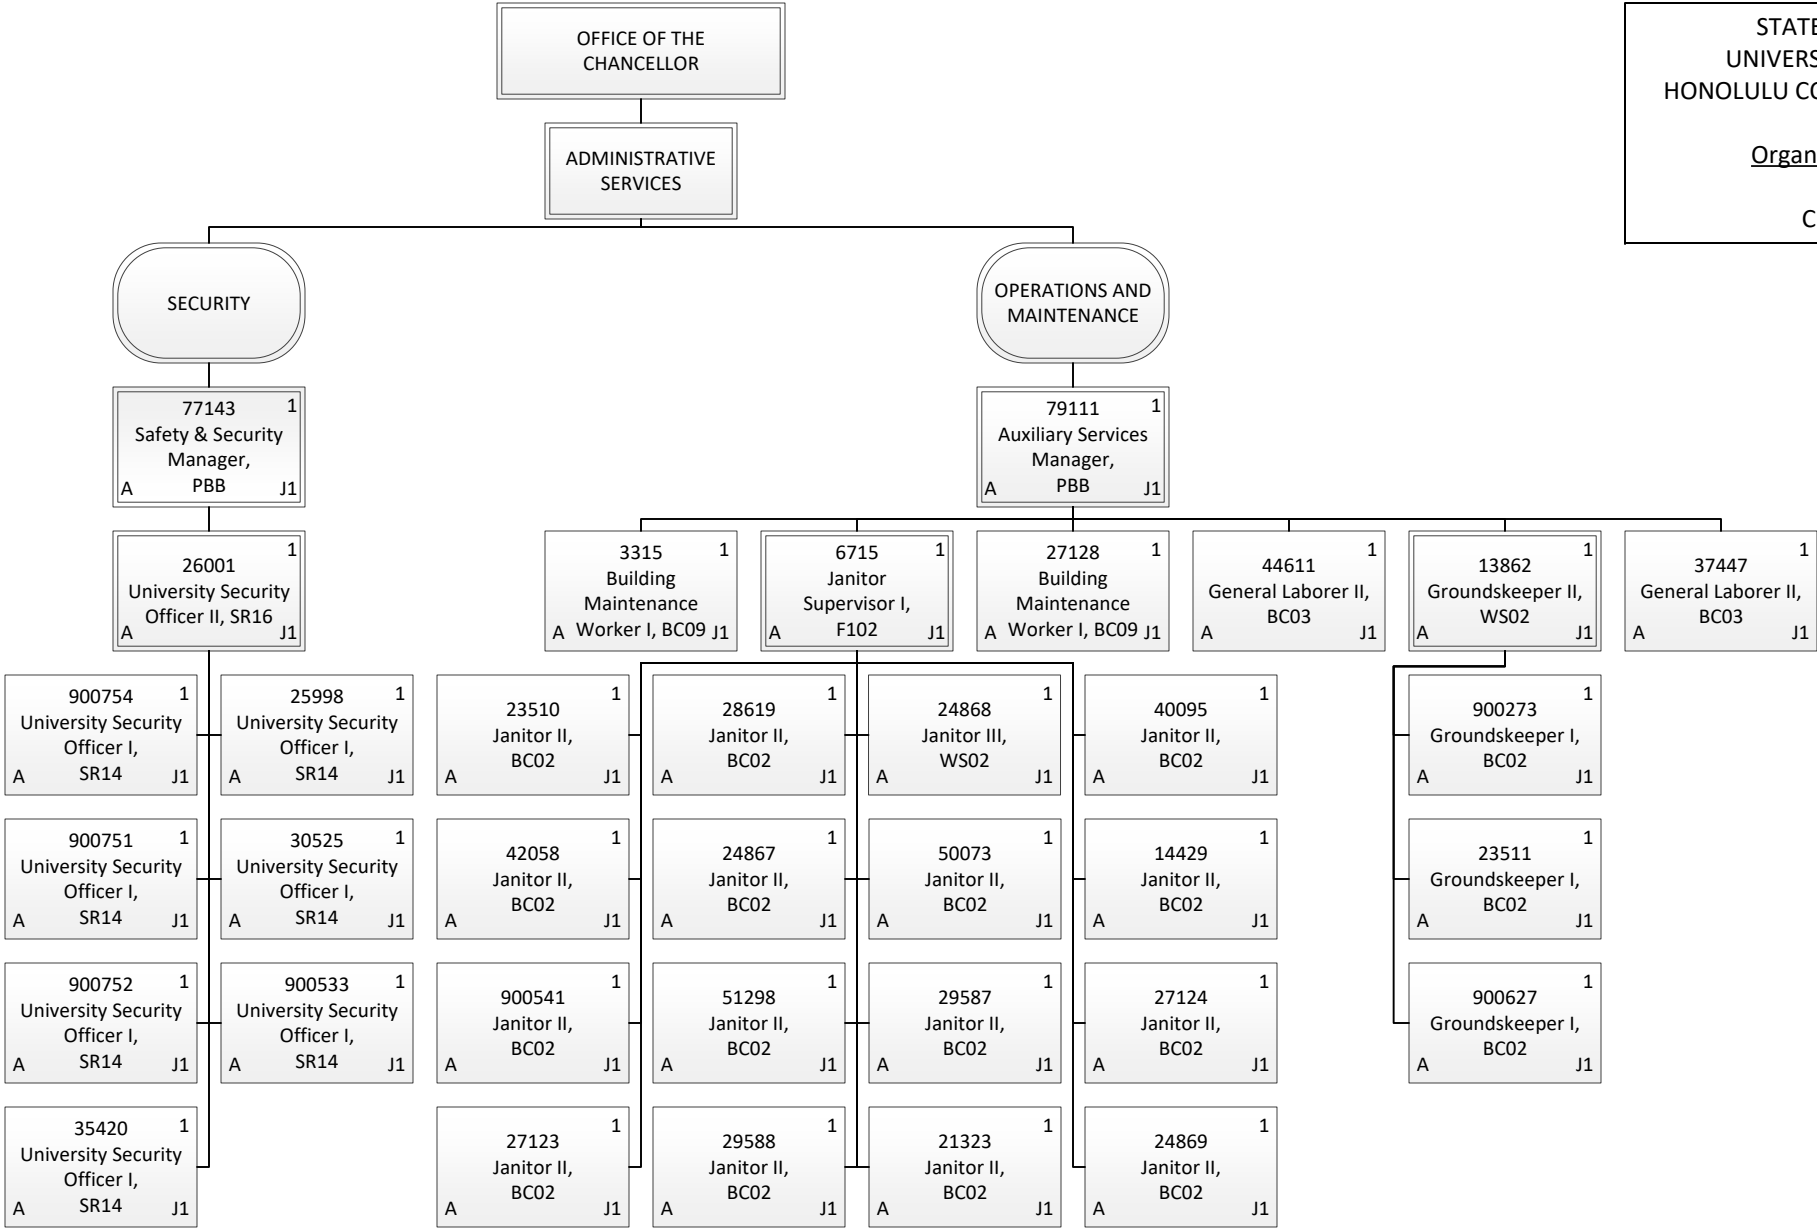 OFFICE OF THE
CHANCELLOR
STATE
UNIVERS
HONOLULU CO
Organ
C
ADMINISTRATIVE
SERVICES
SECURITY
OPERATIONS AND
MAINTENANCE
77143 1
Safety & Security
Manager,
A PBB J1
79111 1
Auxiliary Services
Manager,
A PBB J1
1
26001
University Security
Officer II, SR16
A J1
3315 1
Building
Maintenance
A Worker I, BC09 J1
6715 1
Janitor
Supervisor I,
A F102 J1
27128 1
Building
Maintenance
A Worker I, BC09 J1
1
44611
General Laborer II,
BC03
A J1
1
13862
Groundskeeper II,
WS02
A J1
1
37447
General Laborer II,
BC03
A J1
900754 1
University Security
Officer I,
A SR14 J1
25998 1
University Security
Officer I,
A SR14 J1
1
23510
Janitor II,
BC02
A J1
1
28619
Janitor II,
BC02
A J1
1
24868
Janitor III,
WS02
A J1
1
40095
Janitor II,
BC02
A J1
1
900273
Groundskeeper I,
BC02
A J1
900751 1
University Security
Officer I,
A SR14 J1
30525 1
University Security
Officer I,
A SR14 J1
1
42058
Janitor II,
BC02
A J1
1
24867
Janitor II,
BC02
A J1
1
50073
Janitor II,
BC02
A J1
1
14429
Janitor II,
BC02
A J1
1
23511
Groundskeeper I,
BC02
A J1
900752 1
University Security
Officer I,
A SR14 J1
900533 1
University Security
Officer I,
A SR14 J1
1
900541
Janitor II,
BC02
A J1
1
51298
Janitor II,
BC02
A J1
1
29587
Janitor II,
BC02
A J1
1
27124
Janitor II,
BC02
A J1
1
900627
Groundskeeper I,
BC02
A J1
35420 1
University Security
Officer I,
A SR14 J1
1
27123
Janitor II,
BC02
A J1
1
29588
Janitor II,
BC02
A J1
1
21323
Janitor II,
BC02
A J1
1
24869
Janitor II,
BC02
A J1